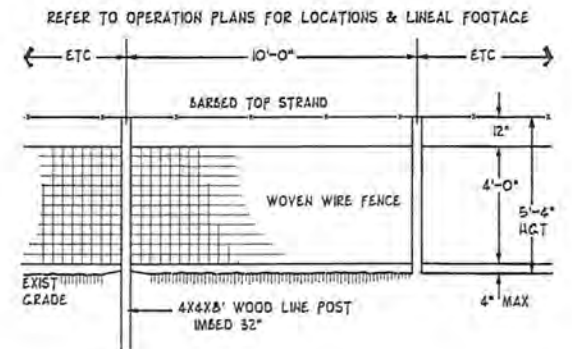 REFER TO OPERATION PLANS FOR LOCATIONS & LINEAL FOOTAGE
ETC
10'-0"
ETC
BARBED TOP STRAND
12"
4'-0"
WOVEN WIRE FENCE
5'-4"
HGT
EXIST
GRADE
4X4X8' WOOD LINE POST
IMBED 32"
4" MAX